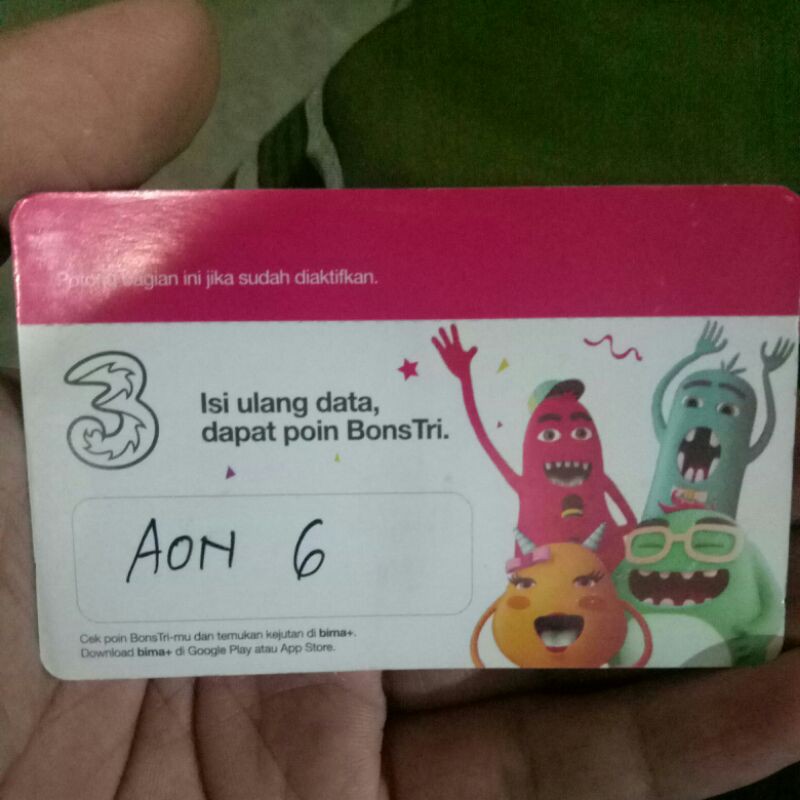 Potong bagian ini jika sudah diaktifkan.
3
Isi ulang data,
dapat poin BonsTri.
AON 6
Cek poin BonsTri-mu dan temukan kejutan di bima+.
Download bima+ di Google Play atau App Store.